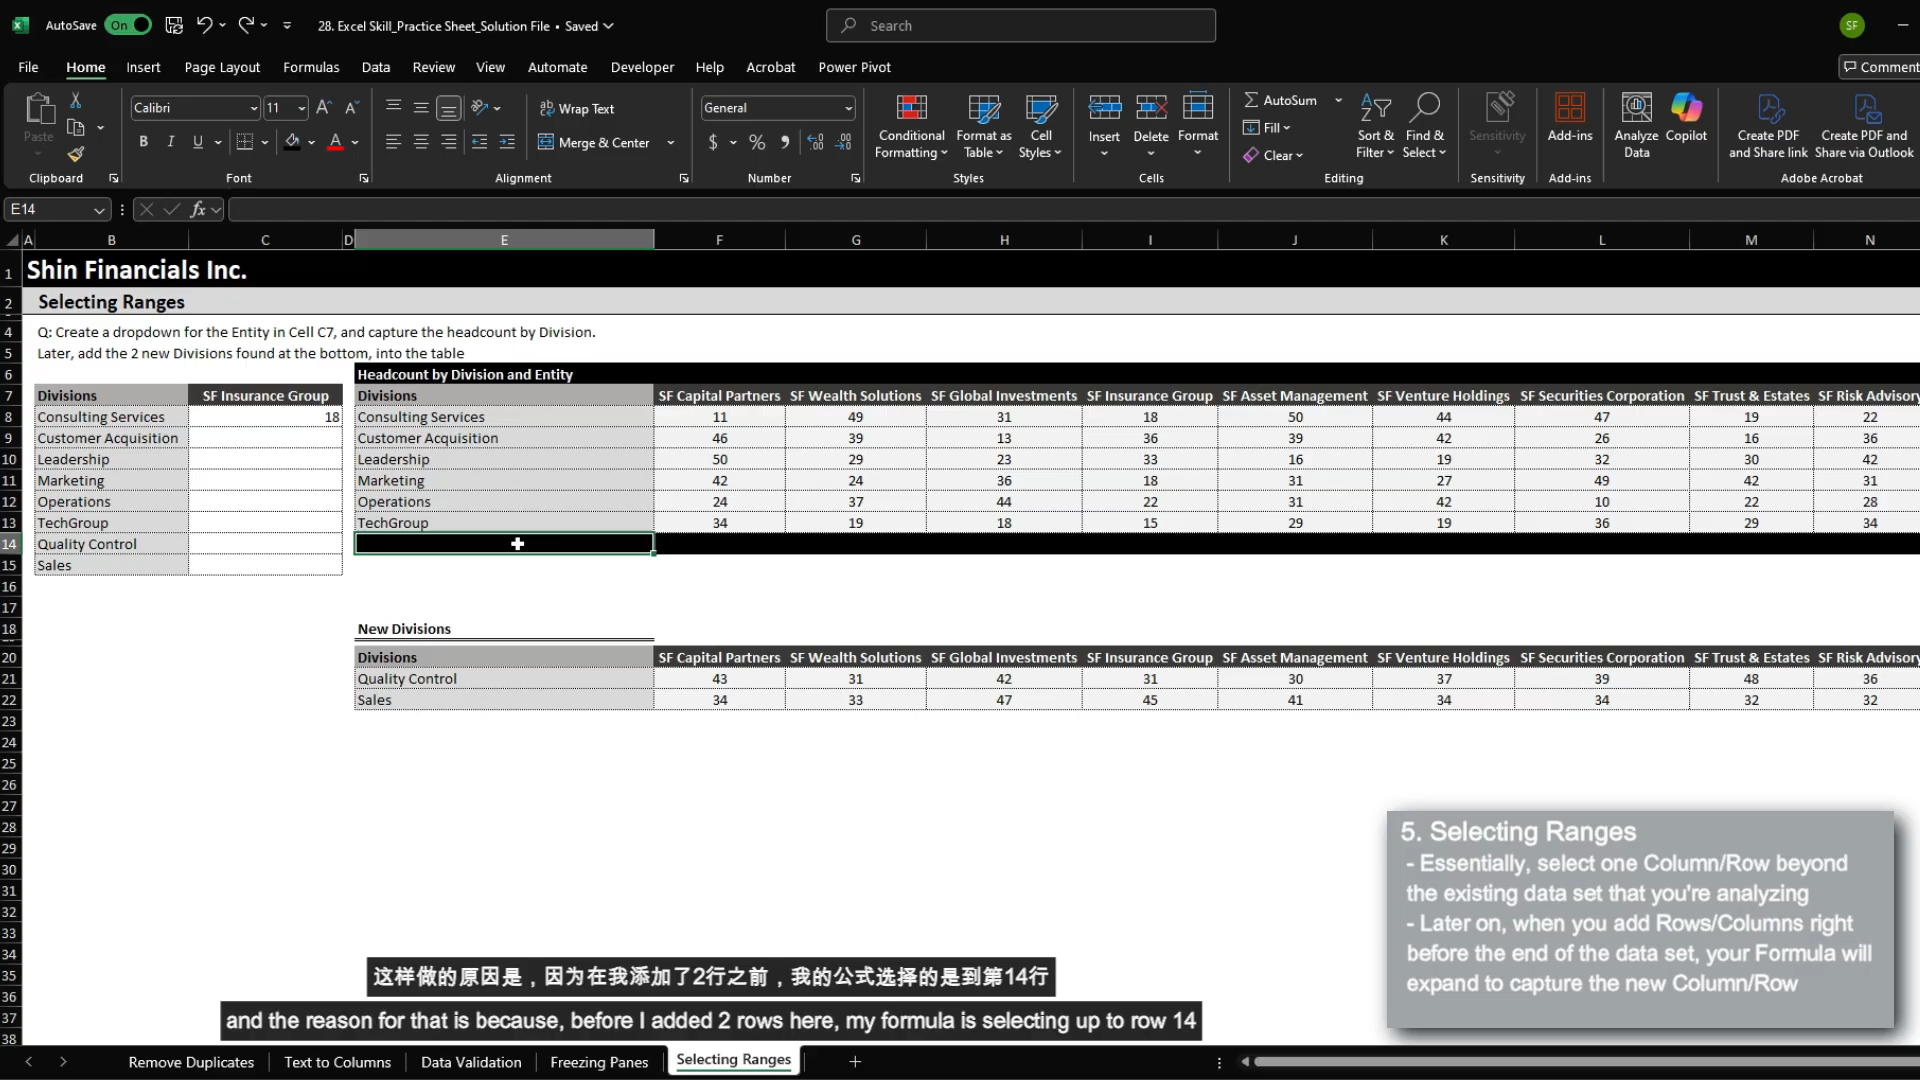 AutoSave On 28. Excel Skill_Practice Sheet_Solution File • Saved Search SF
File Home Insert Page Layout Formulas Data Review View Automate Developer Help Acrobat Power Pivot Comment
Paste Calibri 11 Wrap Text General Conditional Formatting Format as Table Cell Styles Insert Delete Format AutoSum Fill Clear Sort & Filter Find & Select Sensitivity Add-ins Analyze Data Copilot Create PDF and Share link Create PDF and Share via Outlook
B I U Merge & Center $ %
Clipboard Font Alignment Number Styles Cells Editing Sensitivity Add-ins Adobe Acrobat
E14 fx
A B C D E F G H I J K L M N
1 Shin Financials Inc.
2 Selecting Ranges
4 Q: Create a dropdown for the Entity in Cell C7, and capture the headcount by Division.
5 Later, add the 2 new Divisions found at the bottom, into the table
6 Headcount by Division and Entity
7 Divisions SF Insurance Group Divisions SF Capital Partners SF Wealth Solutions SF Global Investments SF Insurance Group SF Asset Management SF Venture Holdings SF Securities Corporation SF Trust & Estates SF Risk Advisory
8 Consulting Services 18 Consulting Services 11 49 31 18 50 44 47 19 22
9 Customer Acquisition Customer Acquisition 46 39 13 36 39 42 26 16 36
10 Leadership Leadership 50 29 23 33 16 19 32 30 42
11 Marketing Marketing 42 24 36 18 31 27 49 42 31
12 Operations Operations 24 37 44 22 31 42 10 22 28
13 TechGroup TechGroup 34 19 18 15 29 19 36 29 34
14 Quality Control
15 Sales
16
17
18 New Divisions
20 Divisions SF Capital Partners SF Wealth Solutions SF Global Investments SF Insurance Group SF Asset Management SF Venture Holdings SF Securities Corporation SF Trust & Estates SF Risk Advisory
21 Quality Control 43 31 42 31 30 37 39 48 36
22 Sales 34 33 47 45 41 34 34 32 32
23
24
25
26
27
28
29
30
31
32
33
34
35
36
37
38
5. Selecting Ranges
- Essentially, select one Column/Row beyond
the existing data set that you're analyzing
- Later on, when you add Rows/Columns right
before the end of the data set, your Formula will
expand to capture the new Column/Row
这样做的原因是，因为在我添加了2行之前，我的公式选择的是到第14行
and the reason for that is because, before I added 2 rows here, my formula is selecting up to row 14
Remove Duplicates Text to Columns Data Validation Freezing Panes Selecting Ranges